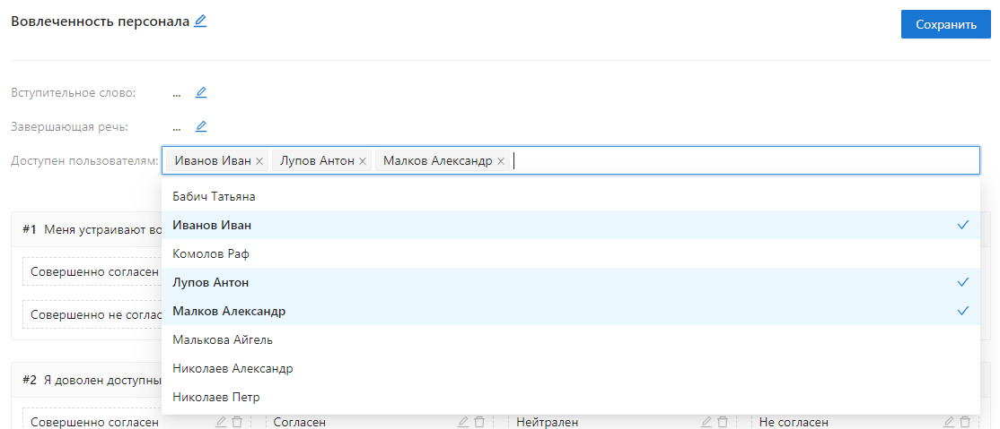 Вовлеченность персонала
Сохранить
Вступительное слово: ...
Завершающая речь: ...
Доступен пользователям: Иванов Иван Лупов Антон Малков Александр
Бабич Татьяна
#1 Меня устраивают
Иванов Иван
Комолов Раф
Совершенно согласен
Лупов Антон
Малков Александр
Совершенно не соглас
Малькова Айгель
Николаев Александр
#2 Я доволен доступны
Николаев Петр
Совершенно согласен Согласен Нейтрален Не согласен